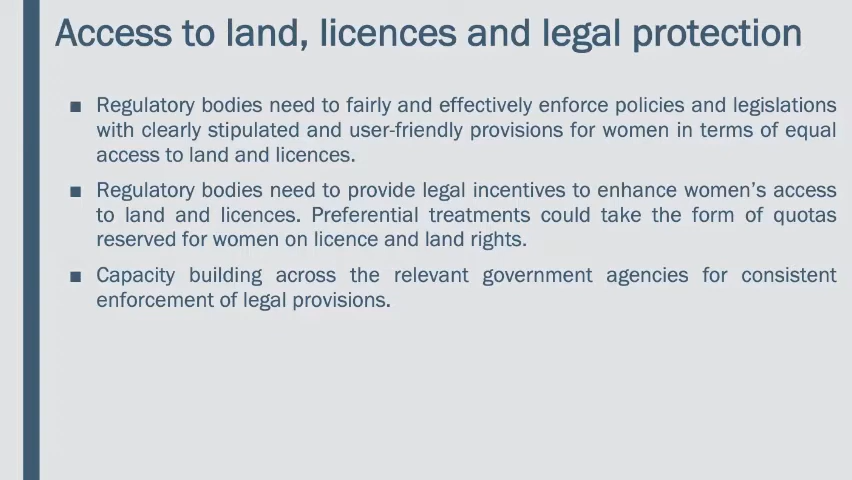 Access to land, licences and legal protection
■ Regulatory bodies need to fairly and effectively enforce policies and legislations
with clearly stipulated and user-friendly provisions for women in terms of equal
access to land and licences.
■ Regulatory bodies need to provide legal incentives to enhance women’s access
to land and licences. Preferential treatments could take the form of quotas
reserved for women on licence and land rights.
■ Capacity building across the relevant government agencies for consistent
enforcement of legal provisions.